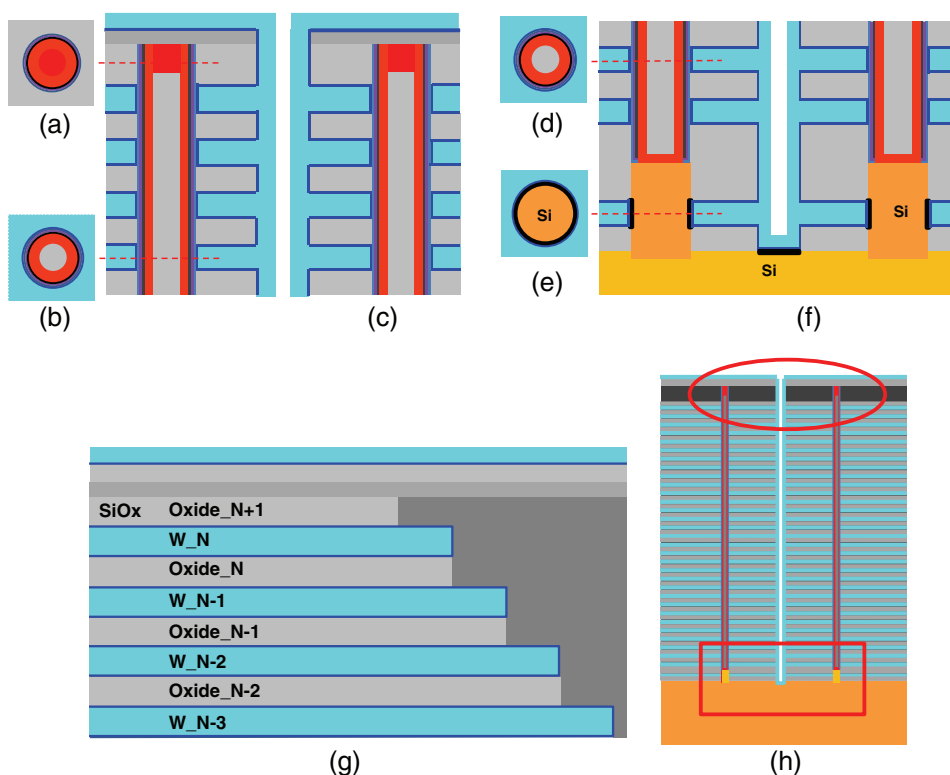 (a)
(b)
(c)
(d)
Si
(e)
Si
Si
(f)
SiOx Oxide_N+1
W_N
Oxide_N
W_N-1
Oxide_N-1
W_N-2
Oxide_N-2
W_N-3
(g)
(h)